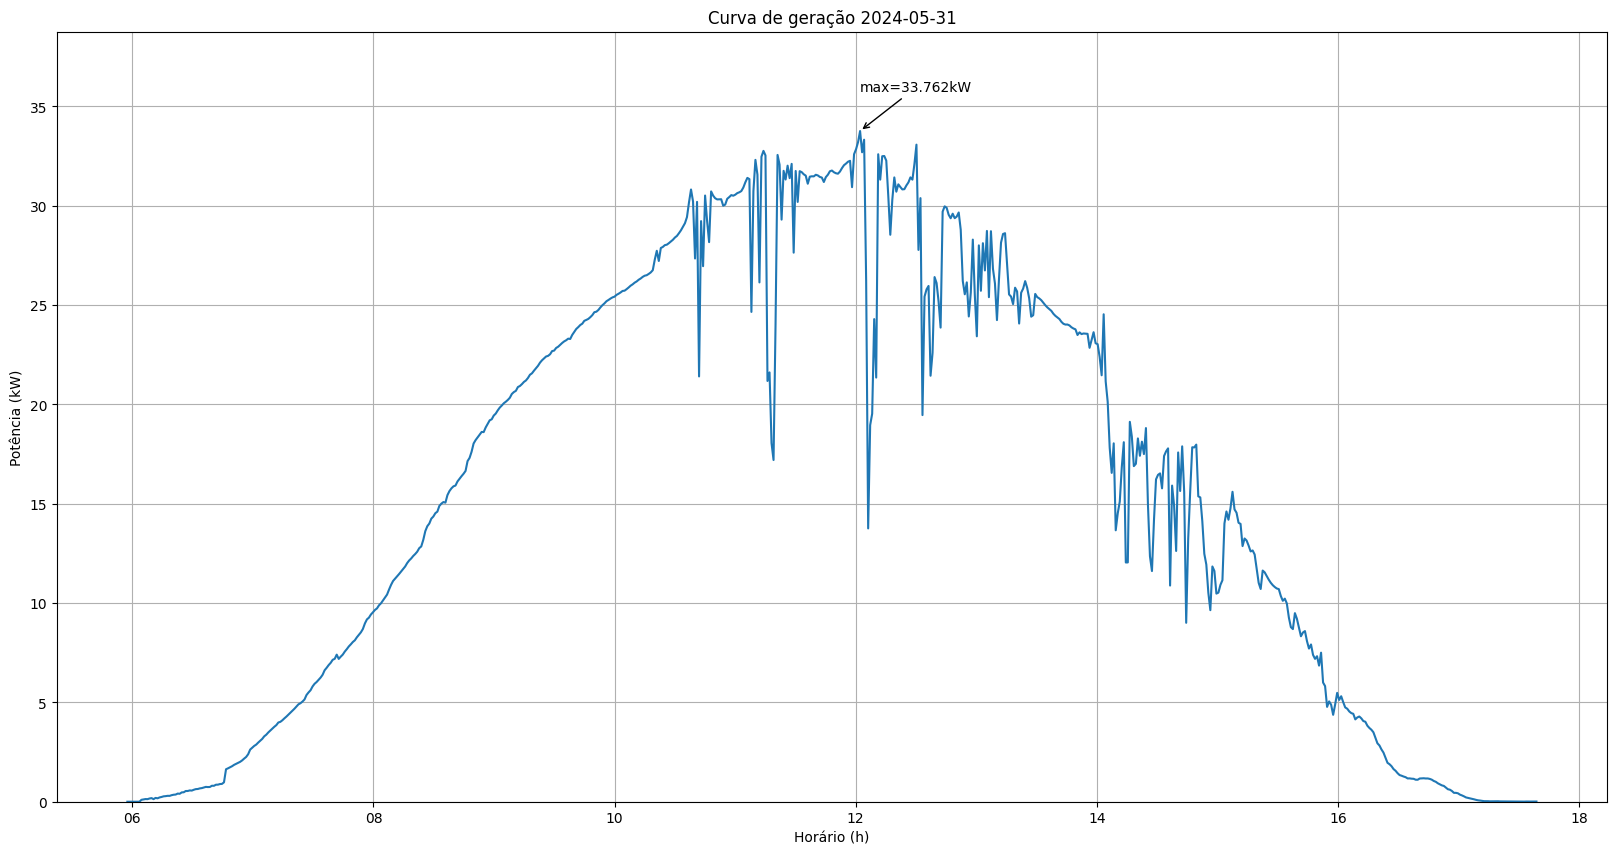 Curva de geração 2024-05-31
max=33.762kW
Potência (kW)
35
30
25
20
15
10
5
0
06 08 10 12 14 16 18
Horário (h)